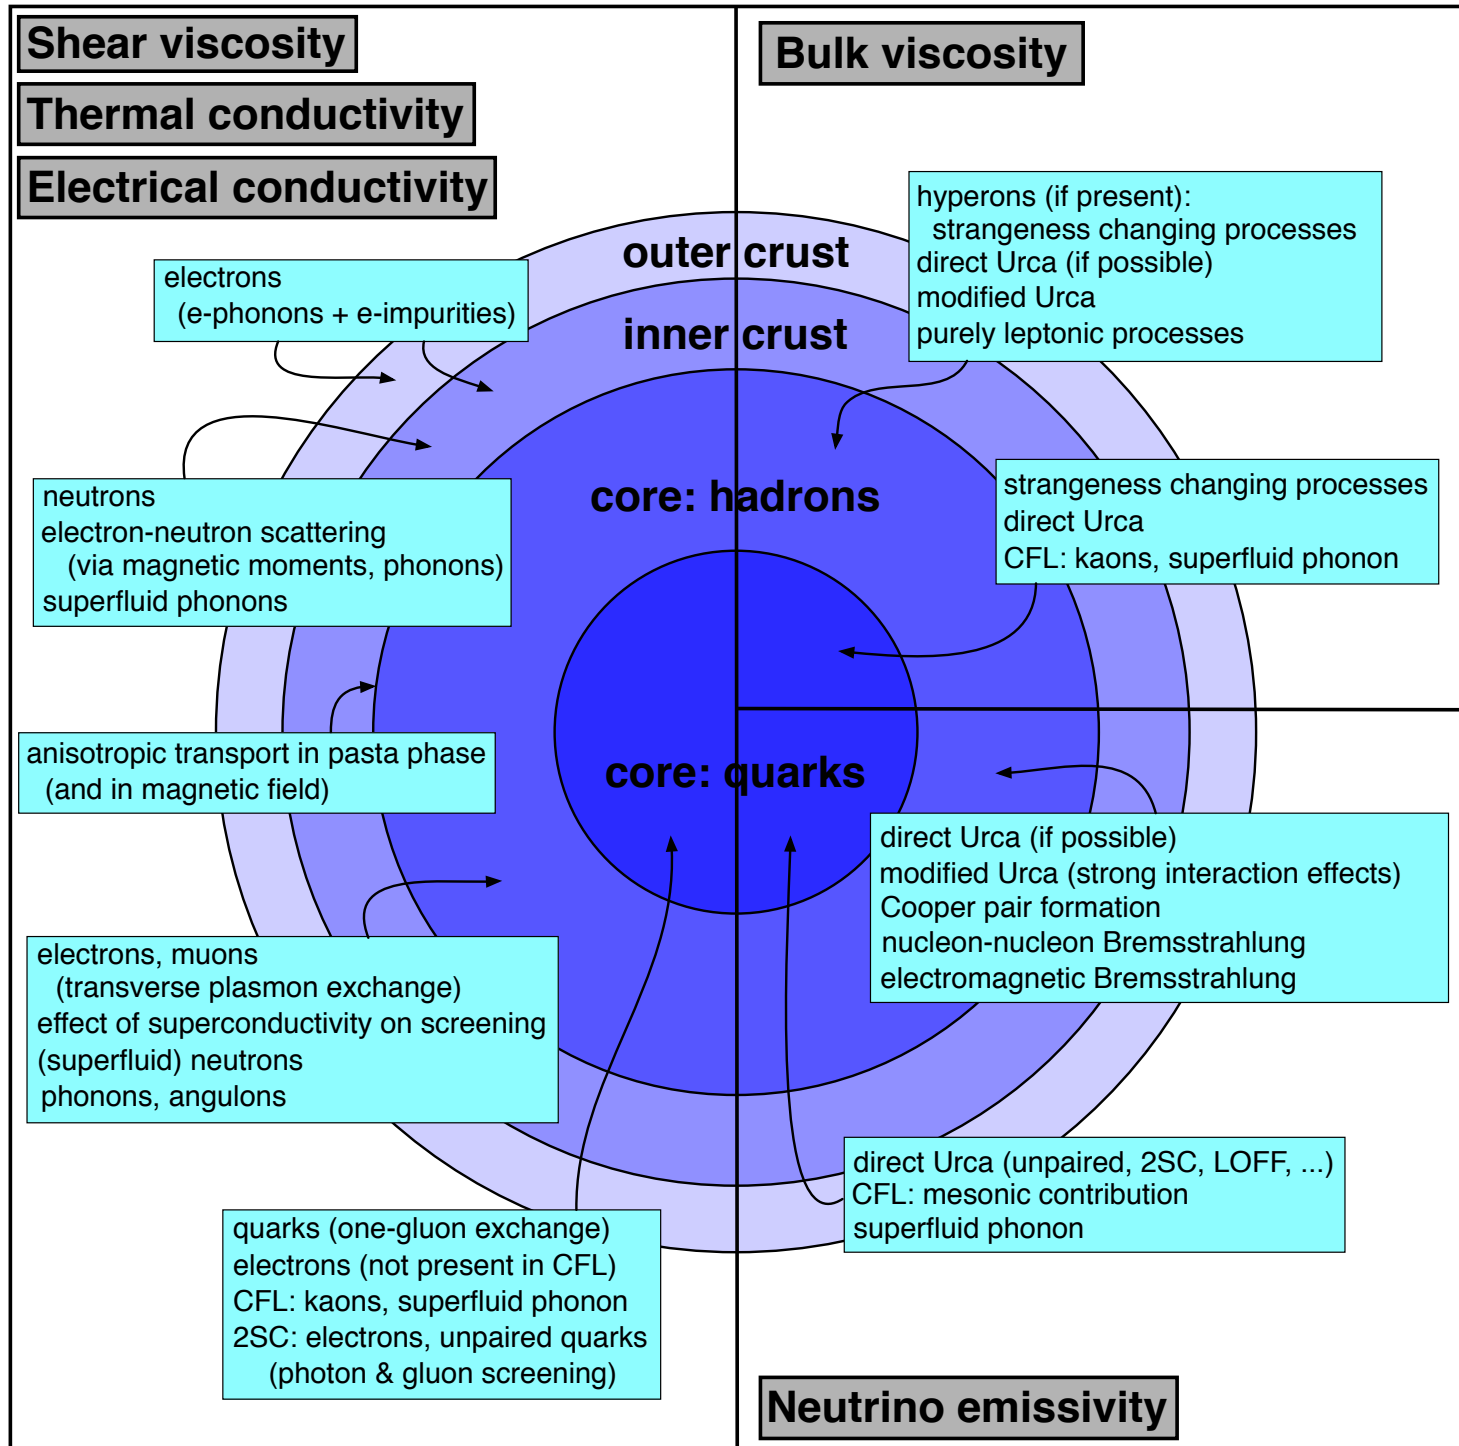 Shear viscosity
Thermal conductivity
Electrical conductivity
Bulk viscosity
outer crust
inner crust
core: hadrons
core: quarks
electrons
(e-phonons + e-impurities)
neutrons
electron-neutron scattering
(via magnetic moments, phonons)
superfluid phonons
anisotropic transport in pasta phase
(and in magnetic field)
electrons, muons
(transverse plasmon exchange)
effect of superconductivity on screening
(superfluid) neutrons
phonons, angulons
quarks (one-gluon exchange)
electrons (not present in CFL)
CFL: kaons, superfluid phonon
2SC: electrons, unpaired quarks
(photon & gluon screening)
hyperons (if present):
strangeness changing processes
direct Urca (if possible)
modified Urca
purely leptonic processes
strangeness changing processes
direct Urca
CFL: kaons, superfluid phonon
direct Urca (if possible)
modified Urca (strong interaction effects)
Cooper pair formation
nucleon-nucleon Bremsstrahlung
electromagnetic Bremsstrahlung
direct Urca (unpaired, 2SC, LOFF, ...)
CFL: mesonic contribution
superfluid phonon
Neutrino emissivity